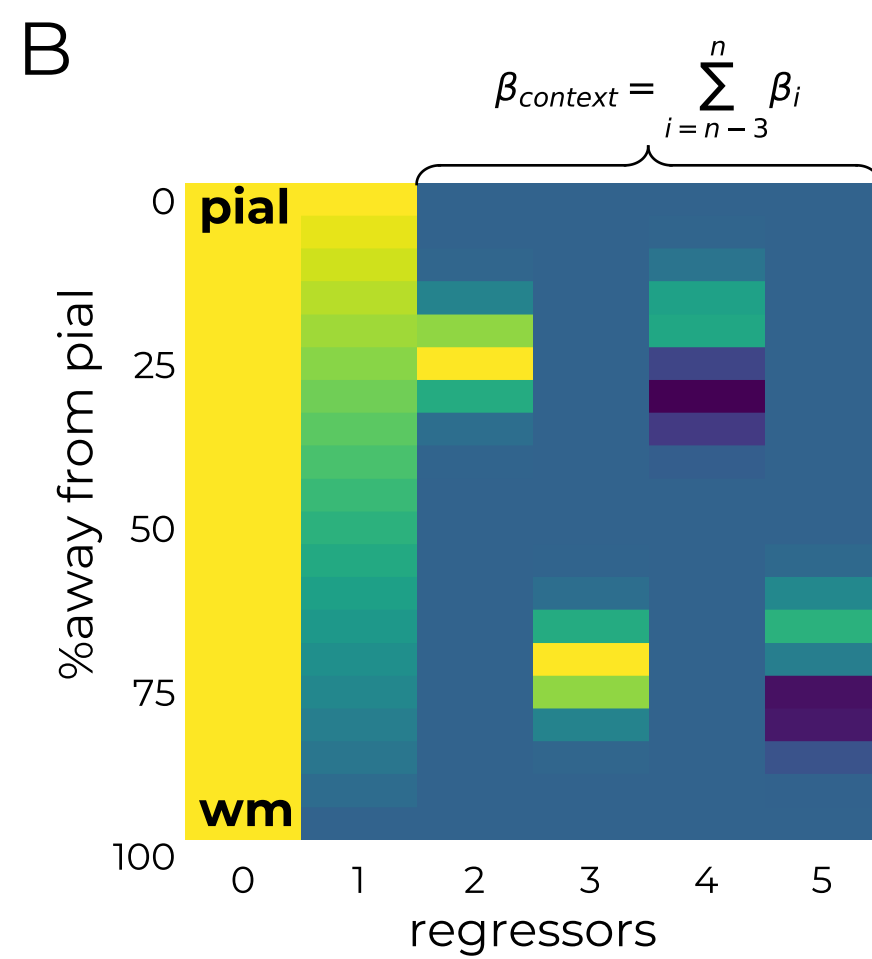 B
β_context = ∑_{i=n−3}^{n} β_i
0
pial
25
50
75
wm
100
%away from pial
0 1 2 3 4 5
regressors